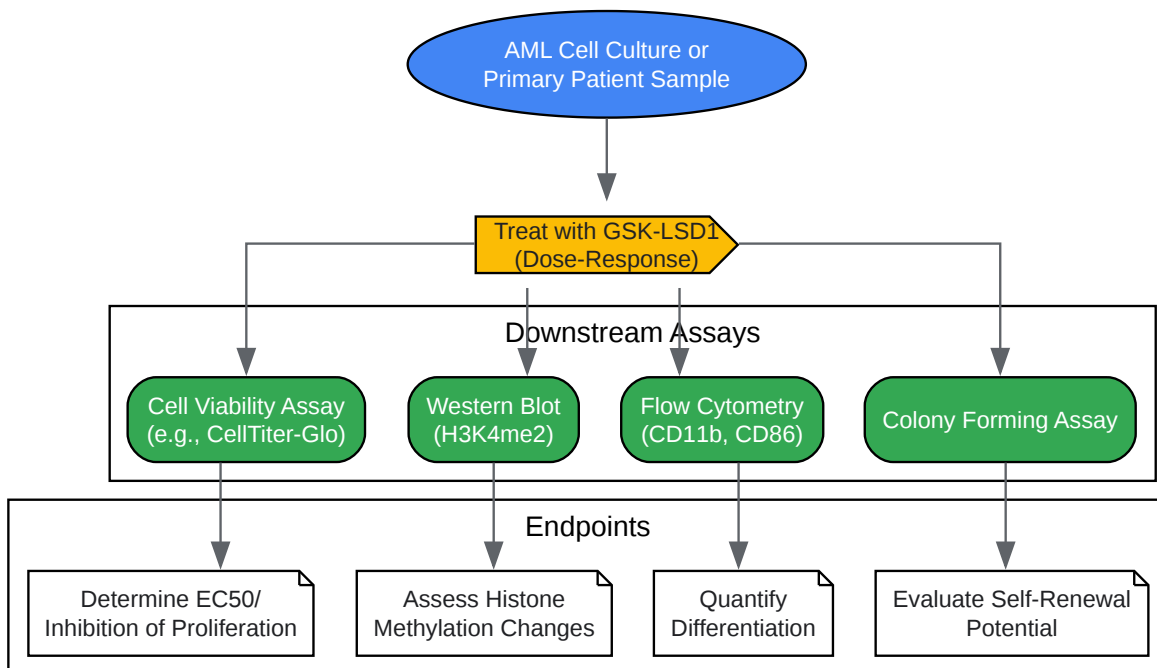 AML Cell Culture or
Primary Patient Sample
Treat with GSK-LSD1
(Dose-Response)
Downstream Assays
Cell Viability Assay
(e.g., CellTiter-Glo)
Western Blot
(H3K4me2)
Flow Cytometry
(CD11b, CD86)
Colony Forming Assay
Endpoints
Determine EC50/
Inhibition of Proliferation
Assess Histone
Methylation Changes
Quantify
Differentiation
Evaluate Self-Renewal
Potential